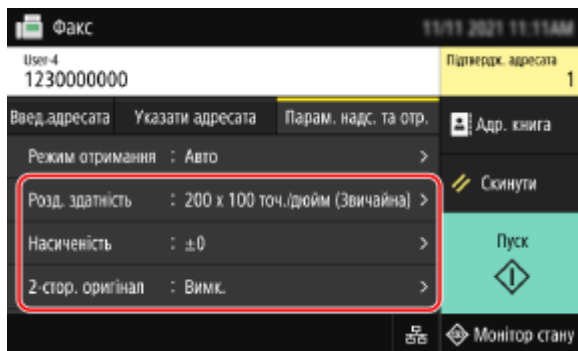 Факс 11/11 2021 11:11AM
User-4
1230000000
Підтвердж. адресата
1
Введ.адресата Указати адресата Парам. надс. та отр.
Адр. книга
Режим отримання : Авто >
Розд. здатність : 200 x 100 точ./дюйм (Звичайна) >
Скинути
Насиченість : ±0 >
Пуск
2-стор. оригінал : Вимк. >
Монітор стану